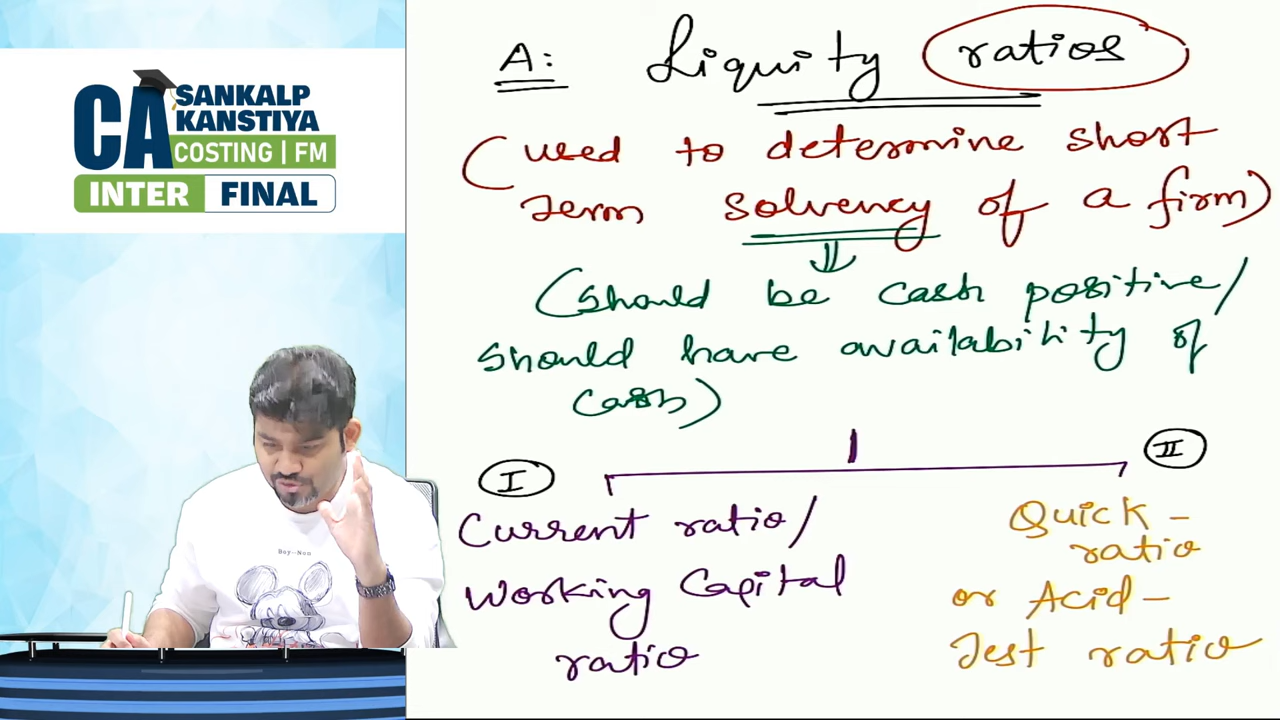 CA SANKALP
KANSTIYA
COSTING | FM
INTER FINAL
Boy--Non
A: Liquity ratios
(used to determine short
term solvency of a firm)
(should be cash positive/
should have availability of
cash)
I
II
Current ratio/
Working Capital
ratio
Quick-
ratio
or Acid-
Test ratio